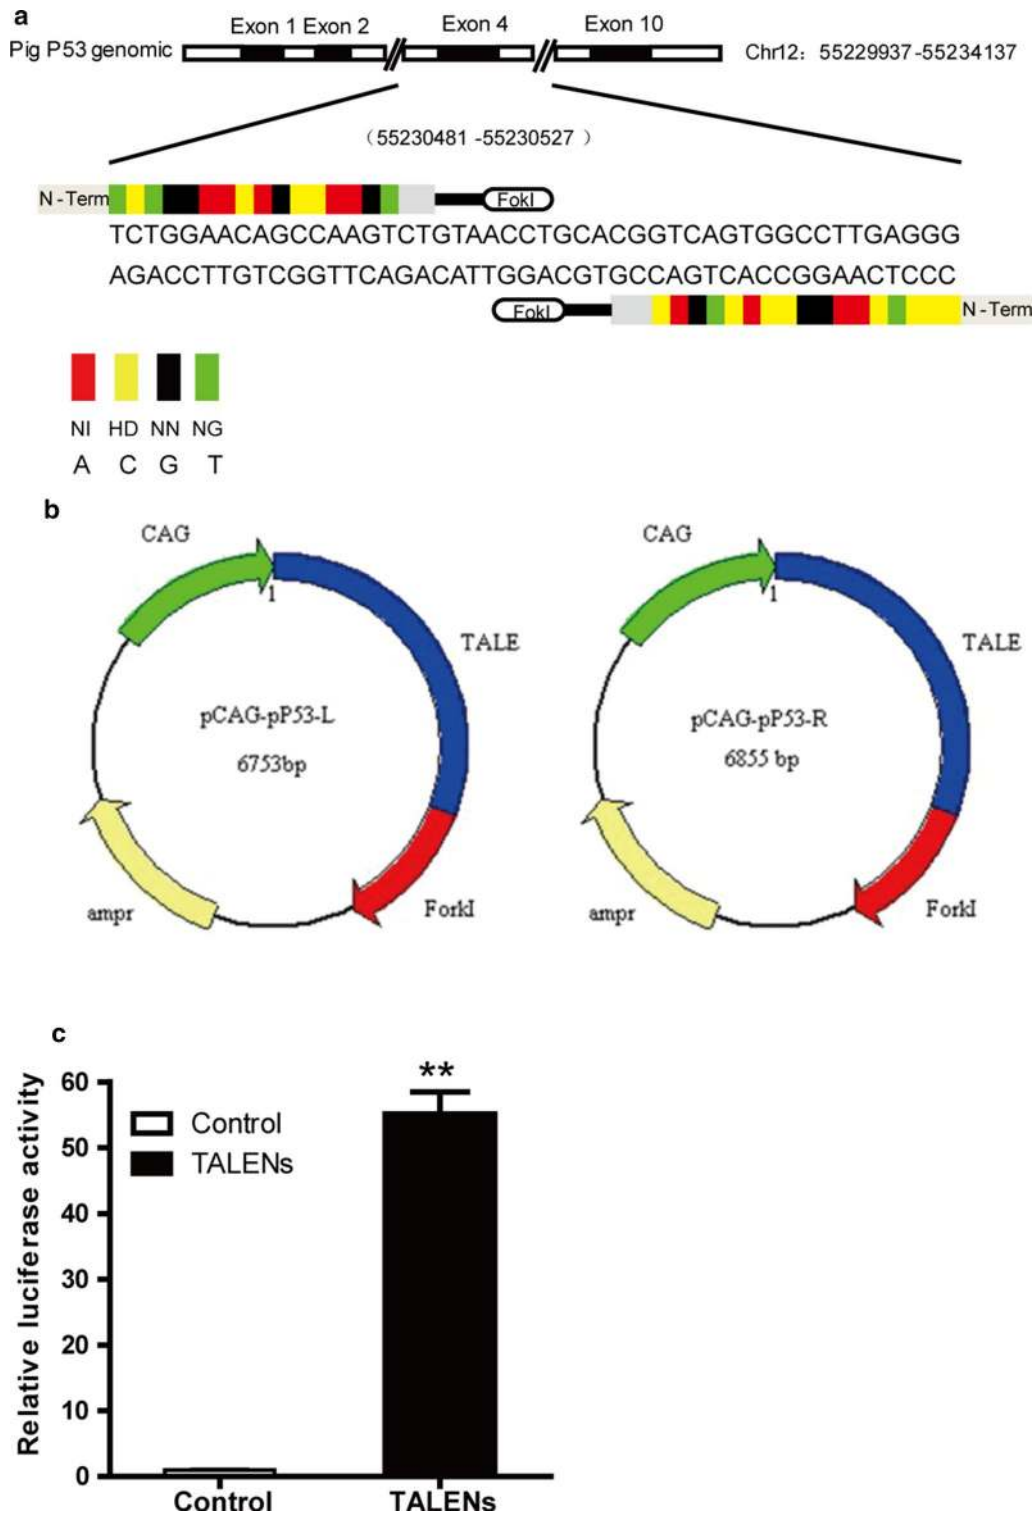 a
Exon 1 Exon 2 Exon 4 Exon 10
Pig P53 genomic Chr12: 55229937-55234137
(55230481 -55230527 )
N-Term FokI
TCTGGAACAGCCAAGTCTGTAACCTGCACGGTCAGTGGCCTTGAGGG
AGACCTTGTCGGTTCAGACATTGGACGTGCCAGTCACCGGAACTCCC
FokI N-Term
NI HD NN NG
A C G T
b
CAG CAG
1 1
TALE TALE
pCAG-pP53-L pCAG-pP53-R
6753bp 6855 bp
ampr ForkI ampr ForkI
c
Relative luciferase activity
**
60
Control
50
TALENs
40
30
20
10
0
Control TALENs